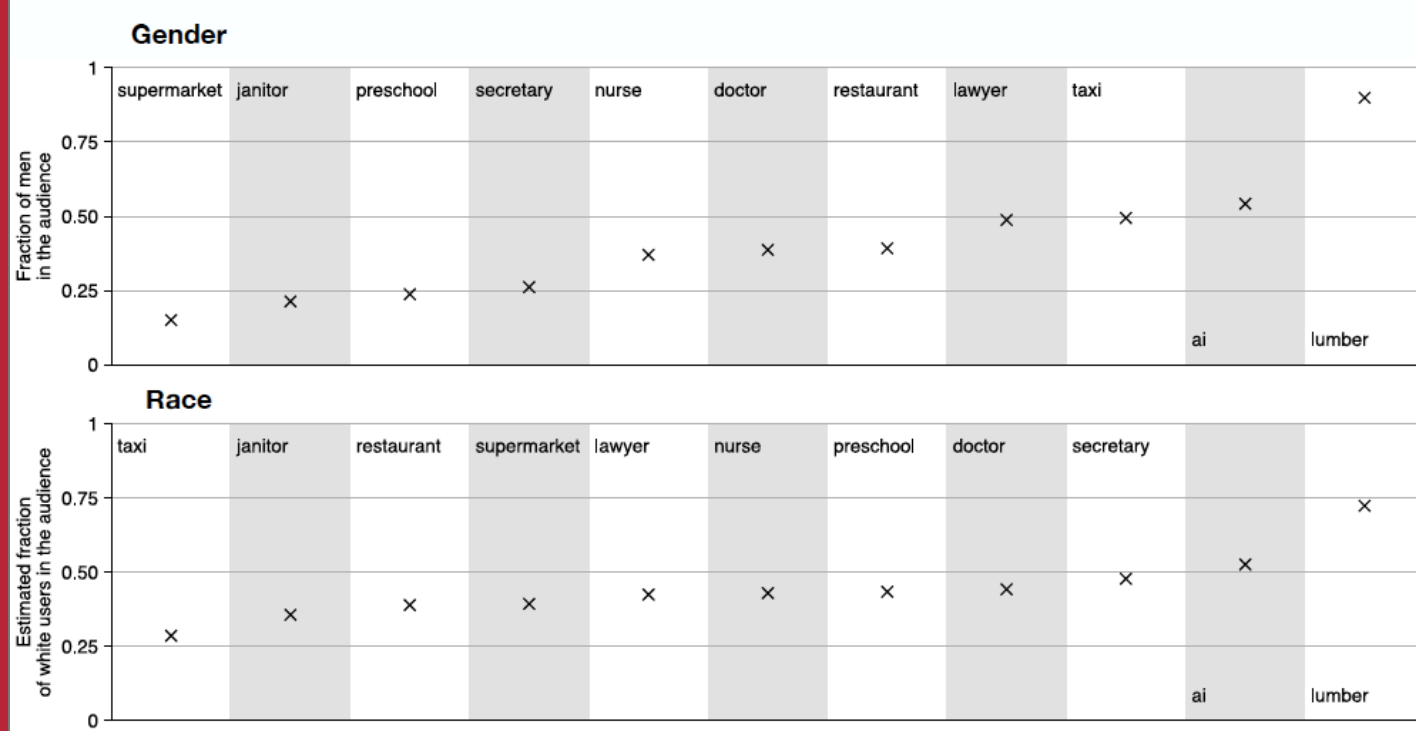 Gender
1
supermarket janitor preschool secretary nurse doctor restaurant lawyer taxi
0.75
Fraction of men
in the audience
0.50
0.25
ai lumber
0
Race
1
taxi janitor restaurant supermarket lawyer nurse preschool doctor secretary
0.75
Estimated fraction
of white users in the audience
0.50
0.25
ai lumber
0